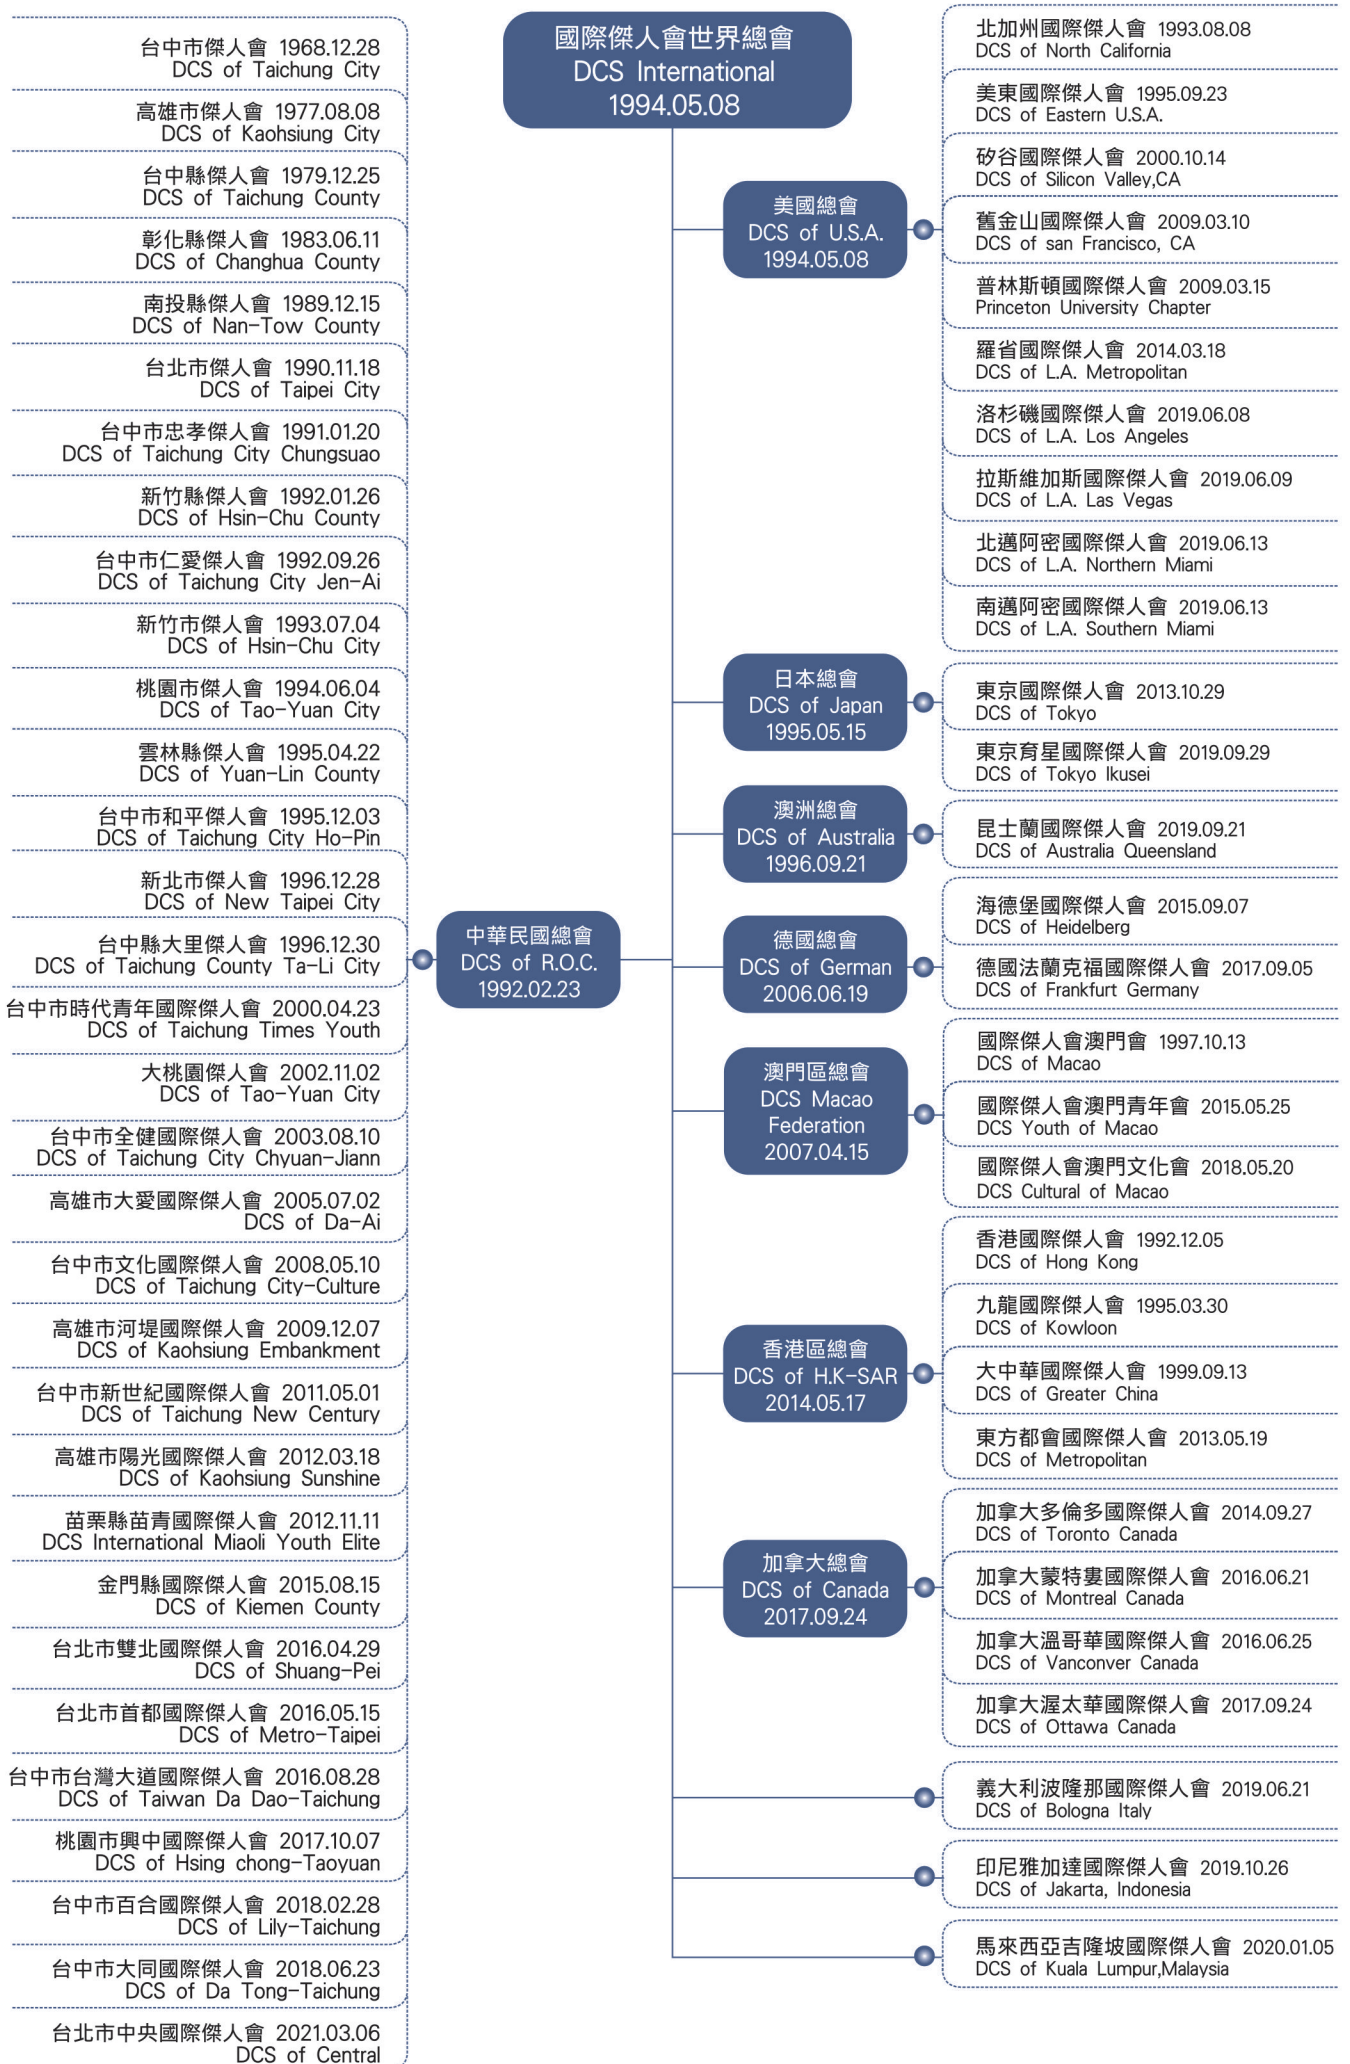 國際傑人會世界總會
DCS International
1994.05.08
台中市傑人會 1968.12.28
DCS of Taichung City
高雄市傑人會 1977.08.08
DCS of Kaohsiung City
台中縣傑人會 1979.12.25
DCS of Taichung County
彰化縣傑人會 1983.06.11
DCS of Changhua County
南投縣傑人會 1989.12.15
DCS of Nan-Tow County
台北市傑人會 1990.11.18
DCS of Taipei City
台中市忠孝傑人會 1991.01.20
DCS of Taichung City Chungsuao
新竹縣傑人會 1992.01.26
DCS of Hsin-Chu County
台中市仁愛傑人會 1992.09.26
DCS of Taichung City Jen-Ai
新竹市傑人會 1993.07.04
DCS of Hsin-Chu City
桃園市傑人會 1994.06.04
DCS of Tao-Yuan City
雲林縣傑人會 1995.04.22
DCS of Yuan-Lin County
台中市和平傑人會 1995.12.03
DCS of Taichung City Ho-Pin
新北市傑人會 1996.12.28
DCS of New Taipei City
台中縣大里傑人會 1996.12.30
DCS of Taichung County Ta-Li City
台中市時代青年國際傑人會 2000.04.23
DCS of Taichung Times Youth
大桃園傑人會 2002.11.02
DCS of Tao-Yuan City
台中市全健國際傑人會 2003.08.10
DCS of Taichung City Chyuan-Jiann
高雄市大愛國際傑人會 2005.07.02
DCS of Da-Ai
台中市文化國際傑人會 2008.05.10
DCS of Taichung City-Culture
高雄市河堤國際傑人會 2009.12.07
DCS of Kaohsiung Embankment
台中市新世紀國際傑人會 2011.05.01
DCS of Taichung New Century
高雄市陽光國際傑人會 2012.03.18
DCS of Kaohsiung Sunshine
苗栗縣苗青國際傑人會 2012.11.11
DCS International Miaoli Youth Elite
金門縣國際傑人會 2015.08.15
DCS of Kiemen County
台北市雙北國際傑人會 2016.04.29
DCS of Shuang-Pei
台北市首都國際傑人會 2016.05.15
DCS of Metro-Taipei
台中市台灣大道國際傑人會 2016.08.28
DCS of Taiwan Da Dao-Taichung
桃園市興中國際傑人會 2017.10.07
DCS of Hsing chong-Taoyuan
台中市百合國際傑人會 2018.02.28
DCS of Lily-Taichung
台中市大同國際傑人會 2018.06.23
DCS of Da Tong-Taichung
台北市中央國際傑人會 2021.03.06
DCS of Central
中華民國總會
DCS of R.O.C.
1992.02.23
美國總會
DCS of U.S.A.
1994.05.08
北加州國際傑人會 1993.08.08
DCS of North California
美東國際傑人會 1995.09.23
DCS of Eastern U.S.A.
矽谷國際傑人會 2000.10.14
DCS of Silicon Valley,CA
舊金山國際傑人會 2009.03.10
DCS of san Francisco, CA
普林斯頓國際傑人會 2009.03.15
Princeton University Chapter
羅省國際傑人會 2014.03.18
DCS of L.A. Metropolitan
洛杉磯國際傑人會 2019.06.08
DCS of L.A. Los Angeles
拉斯維加斯國際傑人會 2019.06.09
DCS of L.A. Las Vegas
北邁阿密國際傑人會 2019.06.13
DCS of L.A. Northern Miami
南邁阿密國際傑人會 2019.06.13
DCS of L.A. Southern Miami
日本總會
DCS of Japan
1995.05.15
東京國際傑人會 2013.10.29
DCS of Tokyo
東京育星國際傑人會 2019.09.29
DCS of Tokyo Ikusei
澳洲總會
DCS of Australia
1996.09.21
昆士蘭國際傑人會 2019.09.21
DCS of Australia Queensland
德國總會
DCS of German
2006.06.19
海德堡國際傑人會 2015.09.07
DCS of Heidelberg
德國法蘭克福國際傑人會 2017.09.05
DCS of Frankfurt Germany
澳門區總會
DCS Macao
Federation
2007.04.15
國際傑人會澳門會 1997.10.13
DCS of Macao
國際傑人會澳門青年會 2015.05.25
DCS Youth of Macao
國際傑人會澳門文化會 2018.05.20
DCS Cultural of Macao
香港區總會
DCS of H.K-SAR
2014.05.17
香港國際傑人會 1992.12.05
DCS of Hong Kong
九龍國際傑人會 1995.03.30
DCS of Kowloon
大中華國際傑人會 1999.09.13
DCS of Greater China
東方都會國際傑人會 2013.05.19
DCS of Metropolitan
加拿大總會
DCS of Canada
2017.09.24
加拿大多倫多國際傑人會 2014.09.27
DCS of Toronto Canada
加拿大蒙特婁國際傑人會 2016.06.21
DCS of Montreal Canada
加拿大溫哥華國際傑人會 2016.06.25
DCS of Vanconver Canada
加拿大渥太華國際傑人會 2017.09.24
DCS of Ottawa Canada
義大利波隆那國際傑人會 2019.06.21
DCS of Bologna Italy
印尼雅加達國際傑人會 2019.10.26
DCS of Jakarta, Indonesia
馬來西亞吉隆坡國際傑人會 2020.01.05
DCS of Kuala Lumpur,Malaysia